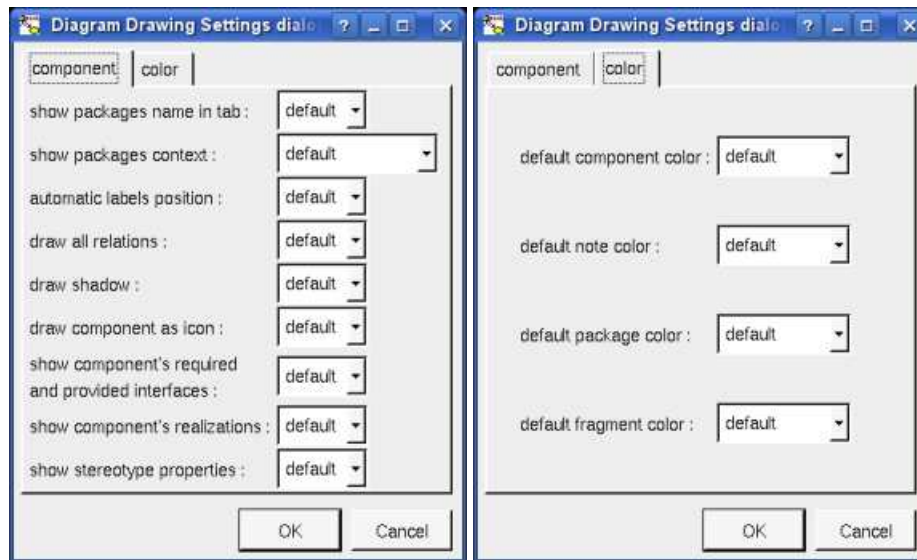 Diagram Drawing Settings dialo ?
component color
show packages name in tab : default
show packages context : default
automatic labels position : default
draw all relations : default
draw shadow : default
draw component as icon : default
show component's required
and provided interfaces : default
show component's realizations : default
show stereotype properties : default
OK Cancel
Diagram Drawing Settings dialo ?
component color
default component color : default
default note color : default
default package color : default
default fragment color : default
OK Cancel